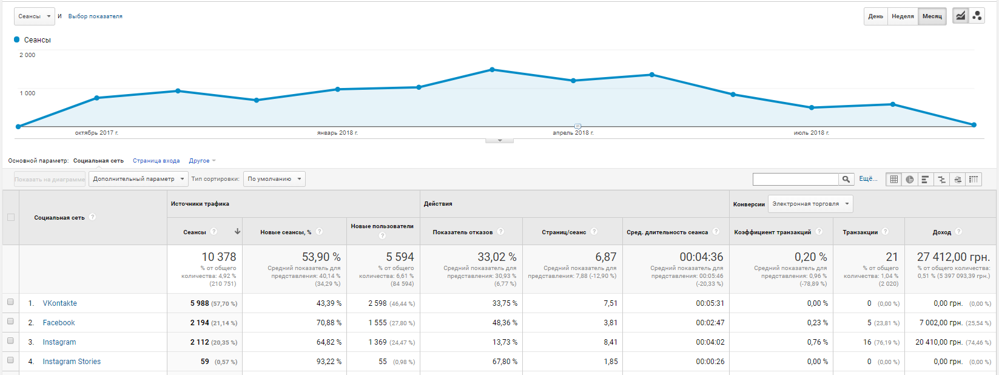 Сеансы И Выбор показателя День Неделя Месяц
Сеансы
2 000
1 000
октябрь 2017 г. январь 2018 г. апрель 2018 г. июль 2018 г.
Основной параметр: Социальная сеть Страница входа Другое
Показать на диаграмме Дополнительный параметр Тип сортировки: По умолчанию Ещё...
Источники трафика Действия Конверсии Электронная торговля
Социальная сеть ? Сеансы ? Новые сеансы, % ? Новые пользователи ? Показатель отказов ? Страниц/сеанс ? Сред. длительность сеанса ? Коэффициент транзакций ? Транзакции ? Доход ?
10 378 53,90 % 5 594 33,02 % 6,87 00:04:36 0,20 % 21 27 412,00 грн.
% от общего Средний показатель для % от общего Средний показатель для Средний показатель для Средний показатель для Средний показатель для % от общего % от общего количества:
количества: 4,92 % представления: 40,14 % количества: 6,61 % представления: 30,93 % представления: 7,88 (-12,90 %) представления: 00:05:46 представления: 0,96 % количества: 1,04 % 0,51 % (5 397 093,39 грн.)
(210 751) (34,29 %) (84 594) (6,77 %) (-20,33 %) (-78,89 %) (2 020)
1. VKontakte 5 988 (57,70 %) 43,39 % 2 598 (46,44 %) 33,75 % 7,51 00:05:31 0,00 % 0 (0,00 %) 0,00 грн. (0,00 %)
2. Facebook 2 194 (21,14 %) 70,88 % 1 555 (27,80 %) 48,36 % 3,81 00:02:47 0,23 % 5 (23,81 %) 7 002,00 грн. (25,54 %)
3. Instagram 2 112 (20,35 %) 64,82 % 1 369 (24,47 %) 13,73 % 8,41 00:04:02 0,76 % 16 (76,19 %) 20 410,00 грн. (74,46 %)
4. Instagram Stories 59 (0,57 %) 93,22 % 55 (0,98 %) 67,80 % 1,85 00:00:26 0,00 % 0 (0,00 %) 0,00 грн. (0,00 %)